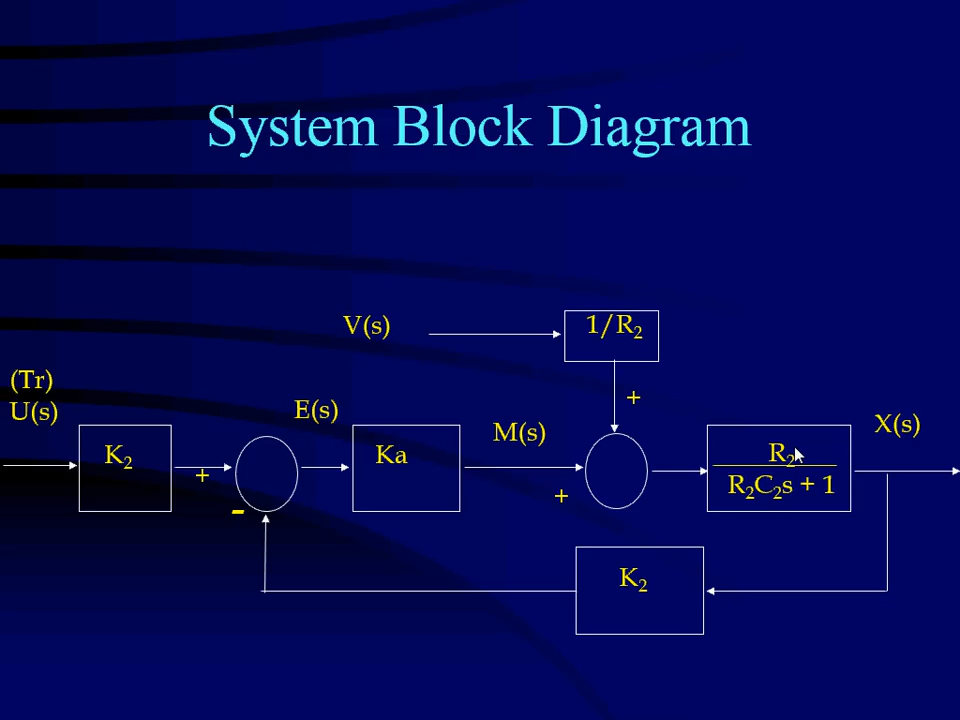 System Block Diagram
V(s)
1/R₂
(Tr)
U(s)
E(s)
+
M(s)
X(s)
K₂
Ka
R₂
R₂C₂s + 1
+
+
-
K₂